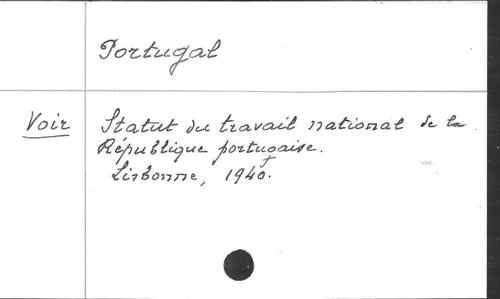 Portugal
Voir Statut du travail national de la
République portugaise.
Lisbonne, 1940.